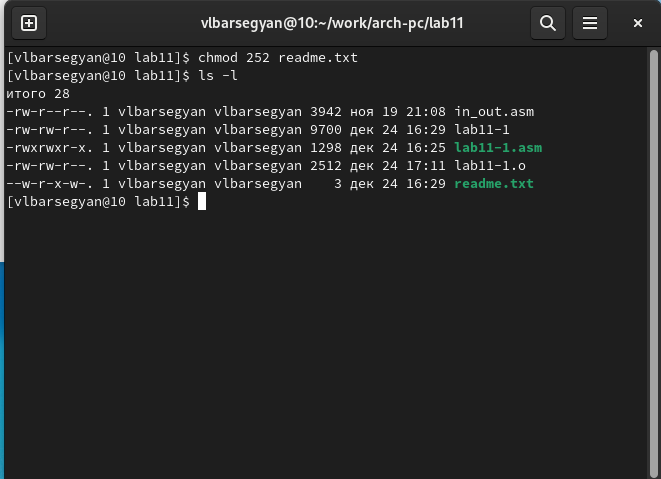 vlbarsegyan@10:~/work/arch-pc/lab11
[vlbarsegyan@10 lab11]$ chmod 252 readme.txt
[vlbarsegyan@10 lab11]$ ls -l
итого 28
-rw-r--r--. 1 vlbarsegyan vlbarsegyan 3942 ноя 19 21:08 in_out.asm
-rw-rw-r--. 1 vlbarsegyan vlbarsegyan 9700 дек 24 16:29 lab11-1
-rwxrwxr-x. 1 vlbarsegyan vlbarsegyan 1298 дек 24 16:25 lab11-1.asm
-rw-rw-r--. 1 vlbarsegyan vlbarsegyan 2512 дек 24 17:11 lab11-1.o
--w-r-x-w-. 1 vlbarsegyan vlbarsegyan    3 дек 24 16:29 readme.txt
[vlbarsegyan@10 lab11]$